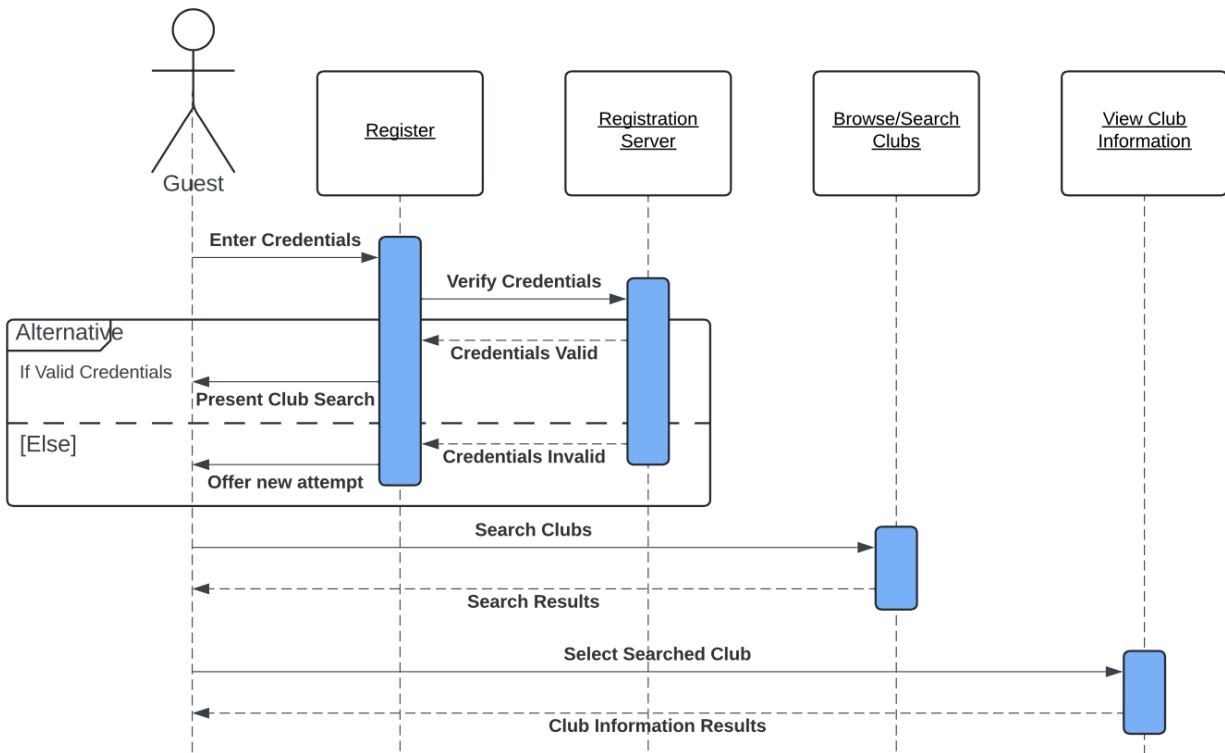 Guest
Register
Registration
Server
Browse/Search
Clubs
View Club
Information
Enter Credentials
Verify Credentials
Alternative
If Valid Credentials
Credentials Valid
Present Club Search
[Else]
Credentials Invalid
Offer new attempt
Search Clubs
Search Results
Select Searched Club
Club Information Results